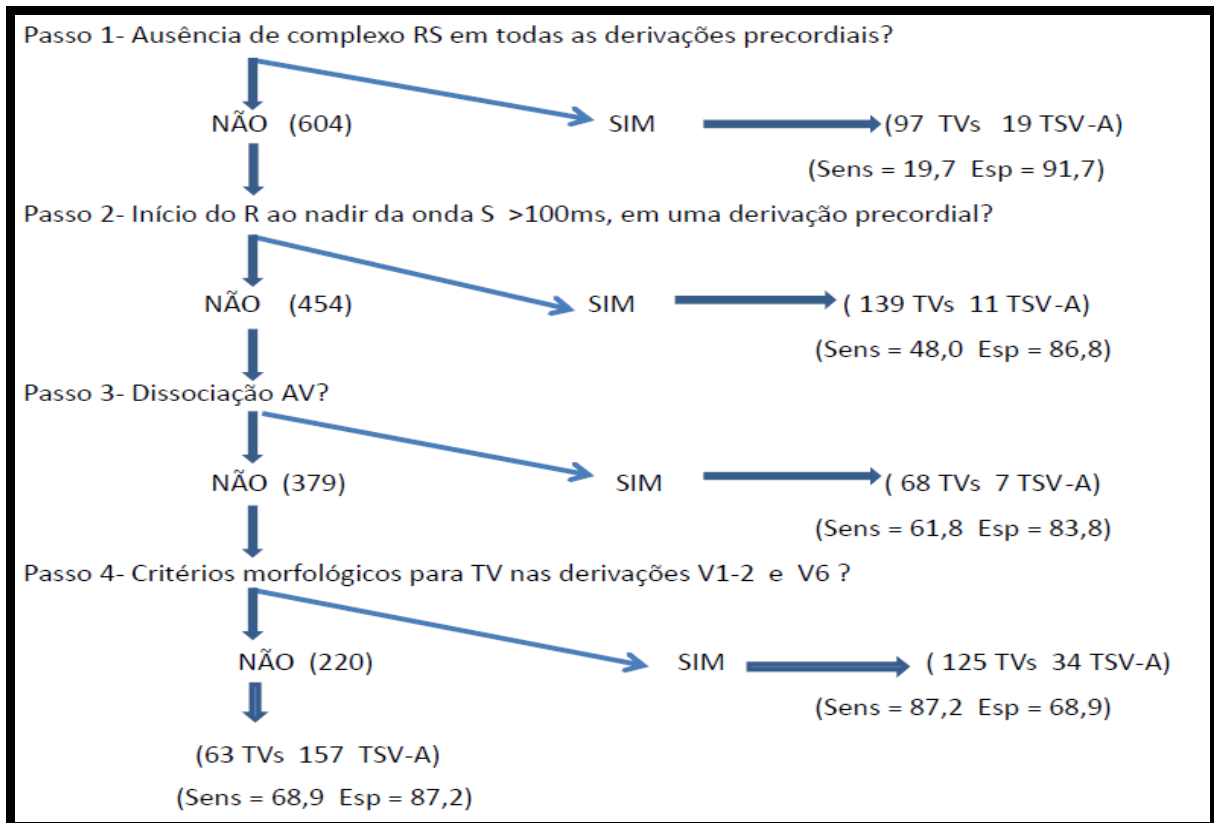 Passo 1- Ausência de complexo RS em todas as derivações precordiais?
NÃO (604) SIM (97 TVs 19 TSV-A)
(Sens = 19,7 Esp = 91,7)
Passo 2- Início do R ao nadir da onda S >100ms, em uma derivação precordial?
NÃO (454) SIM ( 139 TVs 11 TSV-A)
(Sens = 48,0 Esp = 86,8)
Passo 3- Dissociação AV?
NÃO (379) SIM ( 68 TVs 7 TSV-A)
(Sens = 61,8 Esp = 83,8)
Passo 4- Critérios morfológicos para TV nas derivações V1-2 e V6 ?
NÃO (220) SIM ( 125 TVs 34 TSV-A)
(Sens = 87,2 Esp = 68,9)
(63 TVs 157 TSV-A)
(Sens = 68,9 Esp = 87,2)